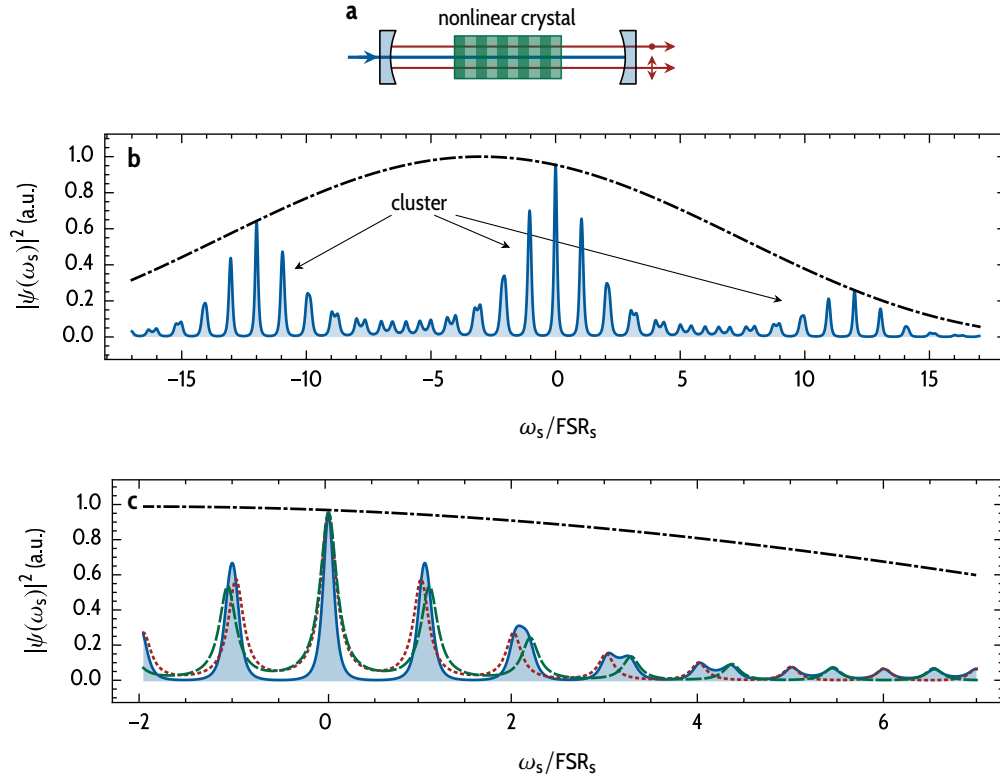 a
nonlinear crystal
b
cluster
|ψ(ωs)|² (a.u.)
1.0
0.8
0.6
0.4
0.2
0.0
−15 −10 −5 0 5 10 15
ωs/FSRs
c
|ψ(ωs)|² (a.u.)
1.0
0.8
0.6
0.4
0.2
0.0
−2 0 2 4 6
ωs/FSRs